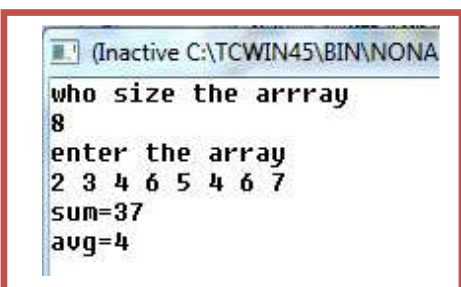 (Inactive C:\TCWIN45\BIN\NONA
who size the arrray
8
enter the array
2 3 4 6 5 4 6 7
sum=37
avg=4